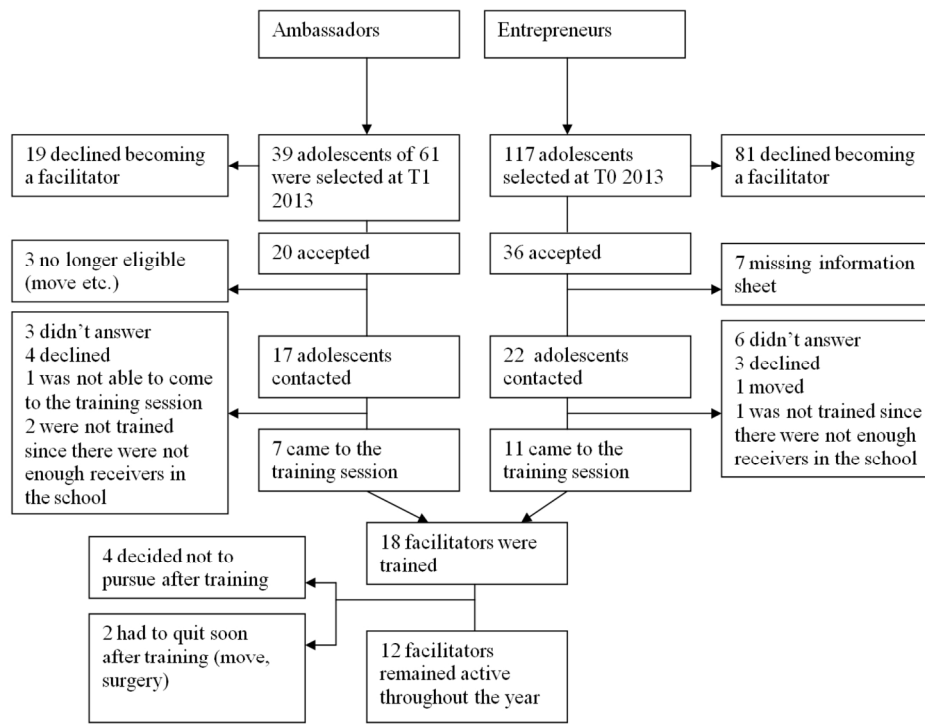 Ambassadors
Entrepreneurs
19 declined becoming
a facilitator
39 adolescents of 61
were selected at T1
2013
117 adolescents
selected at T0 2013
81 declined becoming
a facilitator
3 no longer eligible
(move etc.)
20 accepted
36 accepted
7 missing information
sheet
3 didn’t answer
4 declined
1 was not able to come
to the training session
2 were not trained
since there were not
enough receivers in
the school
17 adolescents
contacted
22 adolescents
contacted
6 didn’t answer
3 declined
1 moved
1 was not trained since
there were not enough
receivers in the school
7 came to the
training session
11 came to the
training session
18 facilitators were
trained
4 decided not to
pursue after training
2 had to quit soon
after training (move,
surgery)
12 facilitators
remained active
throughout the year